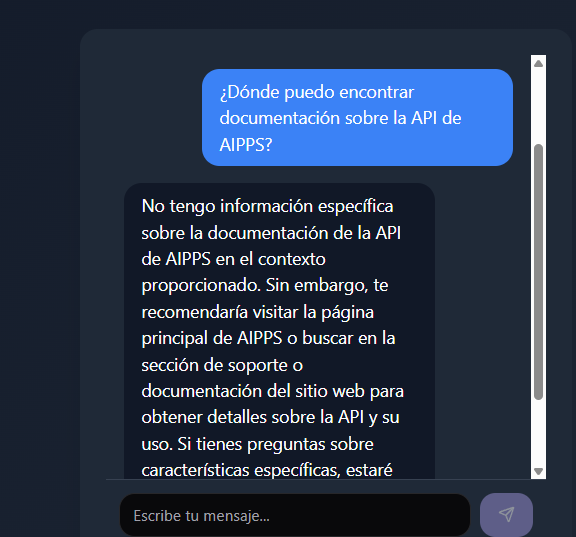 ¿Dónde puedo encontrar
documentación sobre la API de
AIPPS?
No tengo información específica
sobre la documentación de la API
de AIPPS en el contexto
proporcionado. Sin embargo, te
recomendaría visitar la página
principal de AIPPS o buscar en la
sección de soporte o
documentación del sitio web para
obtener detalles sobre la API y su
uso. Si tienes preguntas sobre
características específicas, estaré
Escribe tu mensaje...